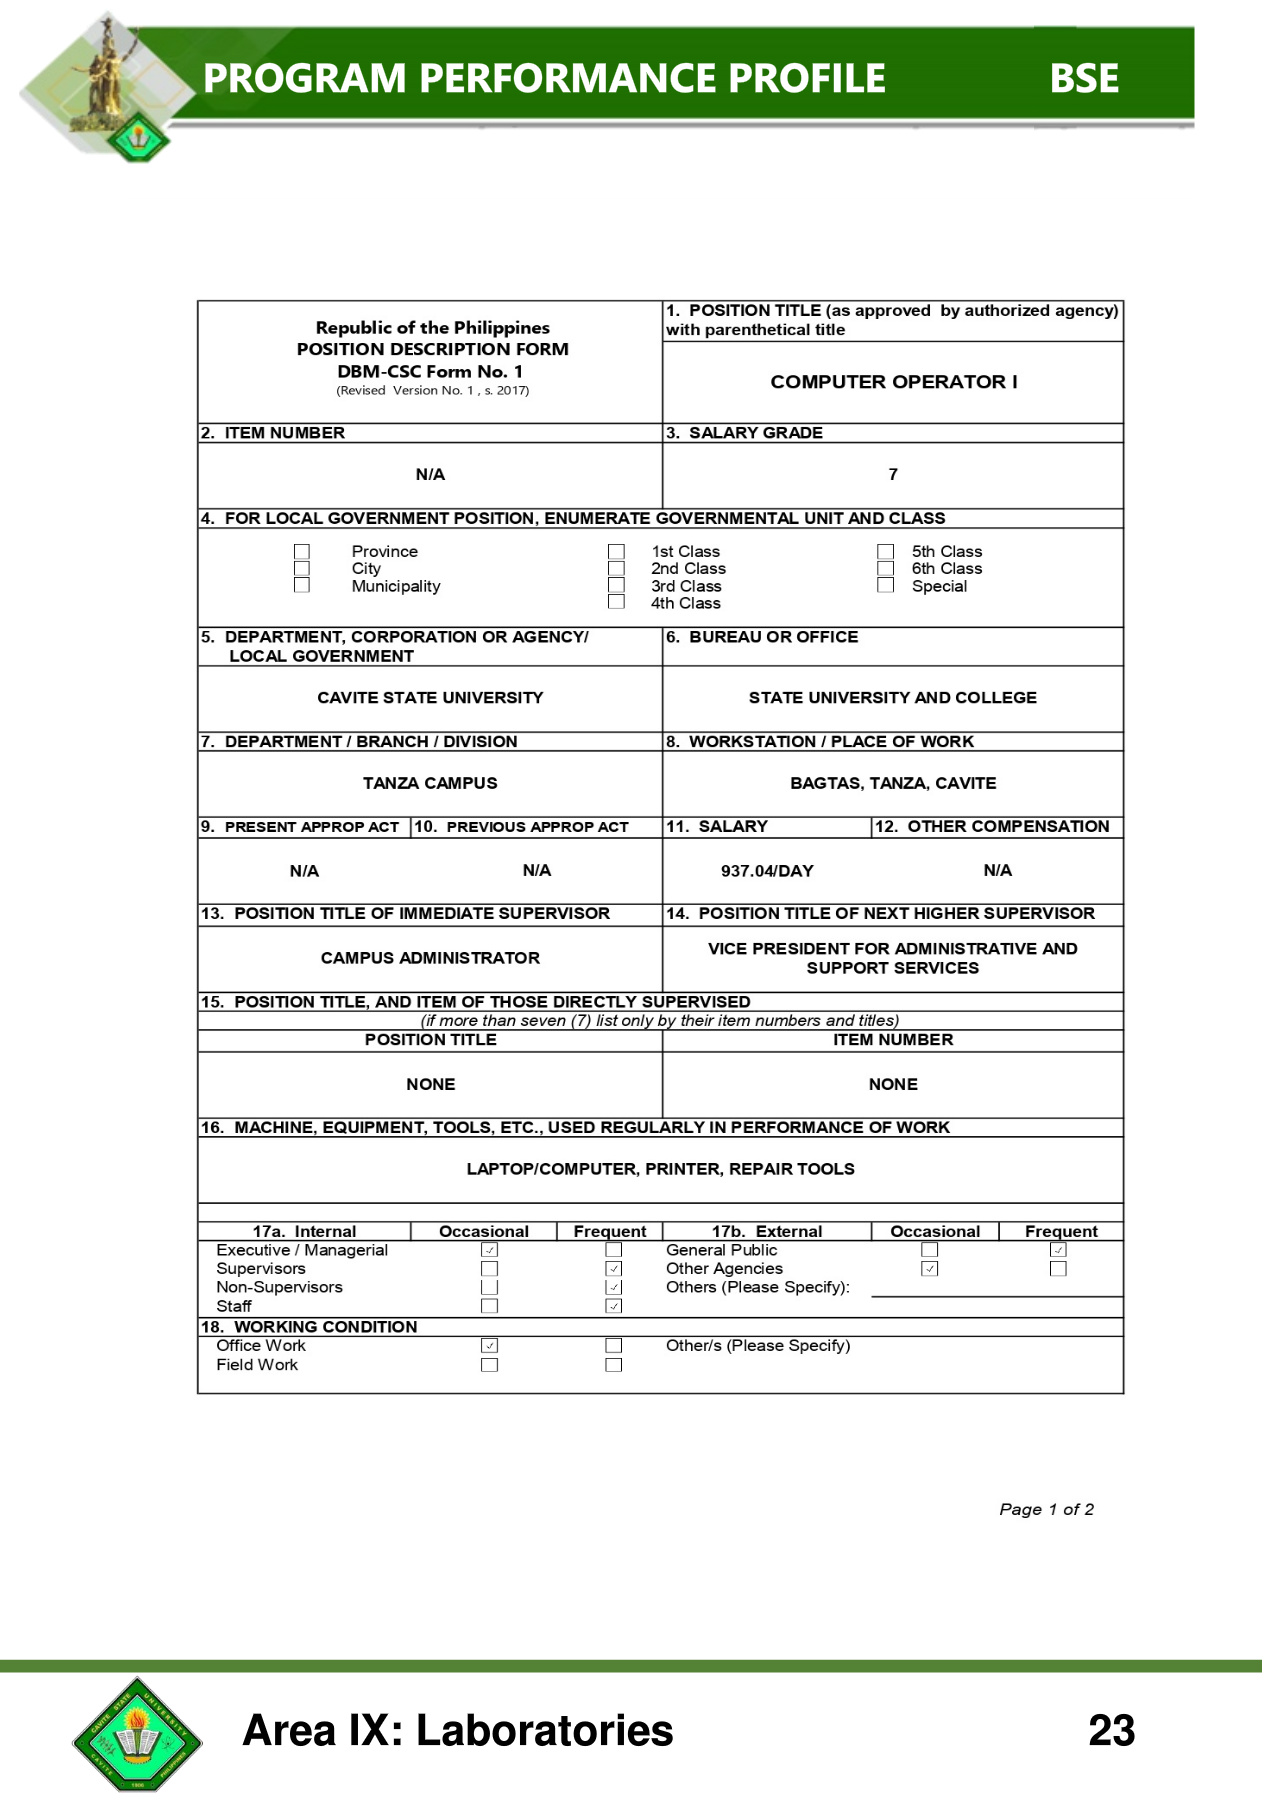 PROGRAM PERFORMANCE PROFILE BSE
Republic of the Philippines
POSITION DESCRIPTION FORM
DBM-CSC Form No. 1
(Revised Version No. 1 , s. 2017)
1. POSITION TITLE (as approved by authorized agency)
with parenthetical title
COMPUTER OPERATOR I
2. ITEM NUMBER 3. SALARY GRADE
N/A 7
4. FOR LOCAL GOVERNMENT POSITION, ENUMERATE GOVERNMENTAL UNIT AND CLASS
Province 1st Class 5th Class
City 2nd Class 6th Class
Municipality 3rd Class Special
4th Class
5. DEPARTMENT, CORPORATION OR AGENCY/ 6. BUREAU OR OFFICE
LOCAL GOVERNMENT
CAVITE STATE UNIVERSITY STATE UNIVERSITY AND COLLEGE
7. DEPARTMENT / BRANCH / DIVISION 8. WORKSTATION / PLACE OF WORK
TANZA CAMPUS BAGTAS, TANZA, CAVITE
9. PRESENT APPROP ACT 10. PREVIOUS APPROP ACT 11. SALARY 12. OTHER COMPENSATION
N/A N/A 937.04/DAY N/A
13. POSITION TITLE OF IMMEDIATE SUPERVISOR 14. POSITION TITLE OF NEXT HIGHER SUPERVISOR
CAMPUS ADMINISTRATOR
VICE PRESIDENT FOR ADMINISTRATIVE AND
SUPPORT SERVICES
15. POSITION TITLE, AND ITEM OF THOSE DIRECTLY SUPERVISED
(if more than seven (7) list only by their item numbers and titles)
POSITION TITLE ITEM NUMBER
NONE NONE
16. MACHINE, EQUIPMENT, TOOLS, ETC., USED REGULARLY IN PERFORMANCE OF WORK
LAPTOP/COMPUTER, PRINTER, REPAIR TOOLS
17a. Internal Occasional Frequent 17b. External Occasional Frequent
Executive / Managerial ✓ General Public ✓
Supervisors ✓ Other Agencies ✓
Non-Supervisors ✓ Others (Please Specify):
Staff ✓
18. WORKING CONDITION
Office Work ✓ Other/s (Please Specify)
Field Work
Page 1 of 2
CAVITE STATE UNIVERSITY
CAVITE 1906 PHILIPPINES
Area IX: Laboratories 23